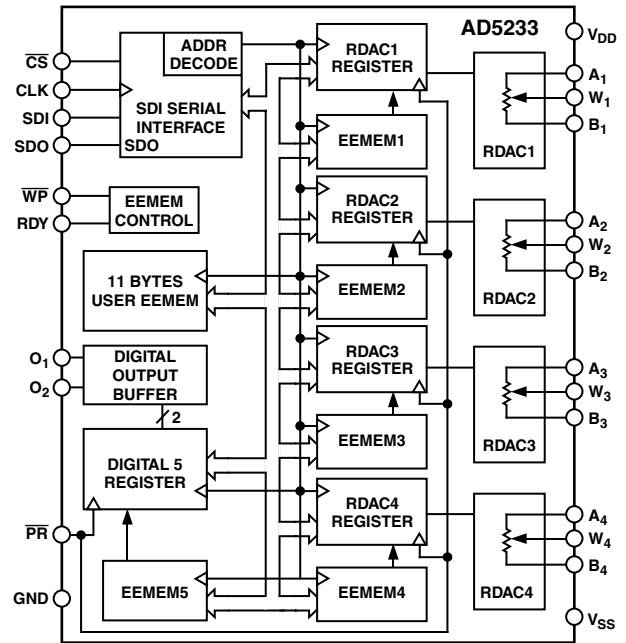 AD5233
ADDR
DECODE
SDI SERIAL
INTERFACE
SDO
CS
CLK
SDI
SDO
WP
RDY
EEMEM
CONTROL
11 BYTES
USER EEMEM
O1
O2
DIGITAL
OUTPUT
BUFFER
2
DIGITAL 5
REGISTER
PR
GND
EEMEM5
RDAC1
REGISTER
EEMEM1
RDAC2
REGISTER
EEMEM2
RDAC3
REGISTER
EEMEM3
RDAC4
REGISTER
EEMEM4
RDAC1
RDAC2
RDAC3
RDAC4
VDD
A1
W1
B1
A2
W2
B2
A3
W3
B3
A4
W4
B4
VSS